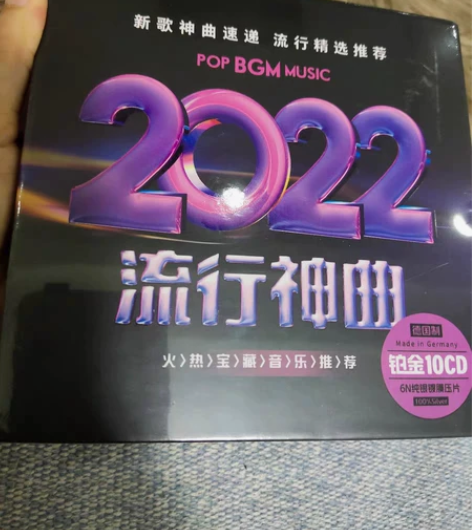 新歌神曲速递 流行精选推荐
POP BGM MUSIC
2022
流行神曲
火》热》宝》藏》音》乐》推》荐
德国制
Made in Germany
铂金10CD
6N纯银镀膜压片
100%Silver